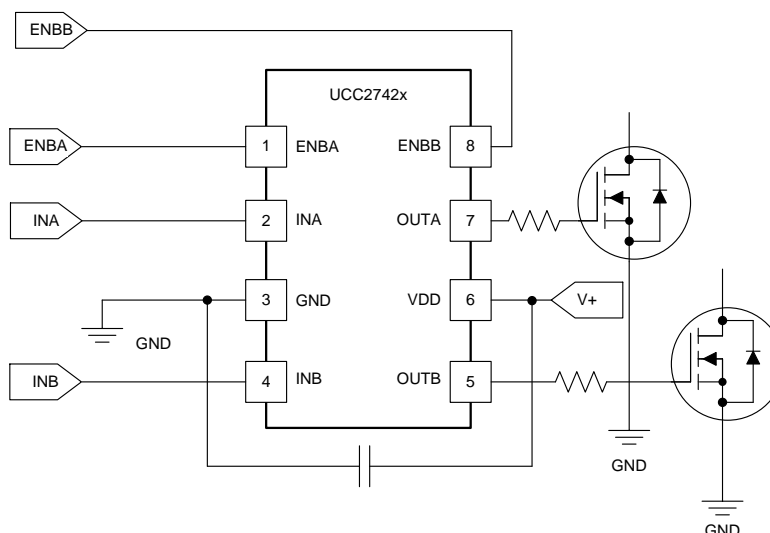 ENBB
UCC2742x
ENBA
1
ENBA
ENBB
8
INA
2
INA
OUTA
7
3
GND
VDD
6
V+
GND
INB
4
INB
OUTB
5
GND
GND